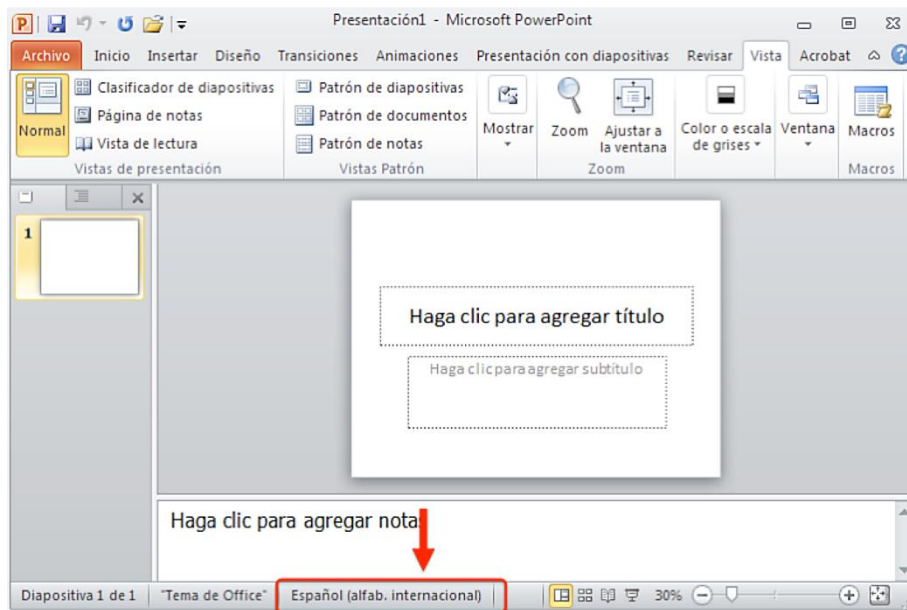 Presentación1 - Microsoft PowerPoint
Archivo Inicio Insertar Diseño Transiciones Animaciones Presentación con diapositivas Revisar Vista Acrobat
Normal
Clasificador de diapositivas
Página de notas
Vista de lectura
Vistas de presentación
Patrón de diapositivas
Patrón de documentos
Patrón de notas
Vistas Patrón
Mostrar
Zoom
Ajustar a
la ventana
Zoom
Color o escala
de grises
Ventana
Macros
Macros
1
Haga clic para agregar título
Haga clic para agregar subtítulo
Haga clic para agregar notas
Diapositiva 1 de 1 "Tema de Office" Español (alfab. internacional) 30%